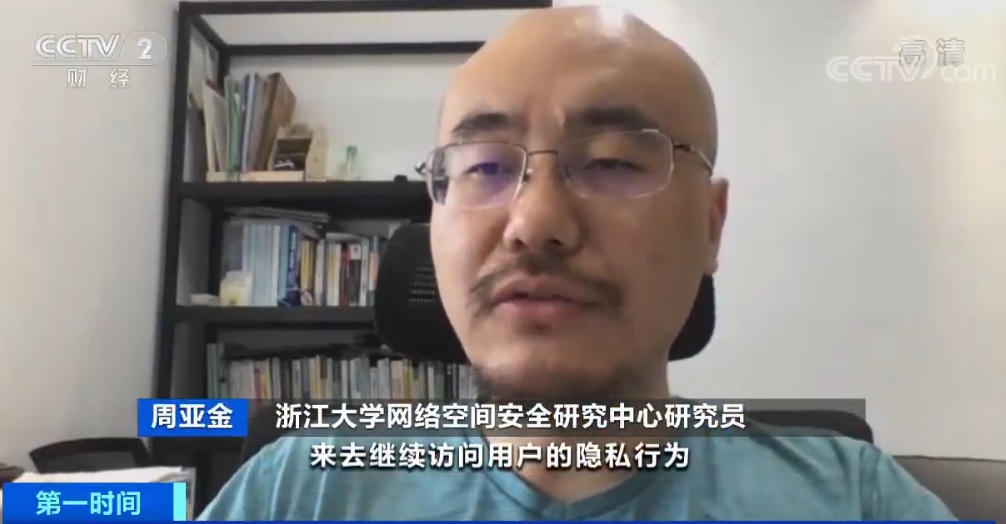 CCTV 2
财经
高清
CCTV.com
周亚金
浙江大学网络空间安全研究中心研究员
来去继续访问用户的隐私行为
第一时间